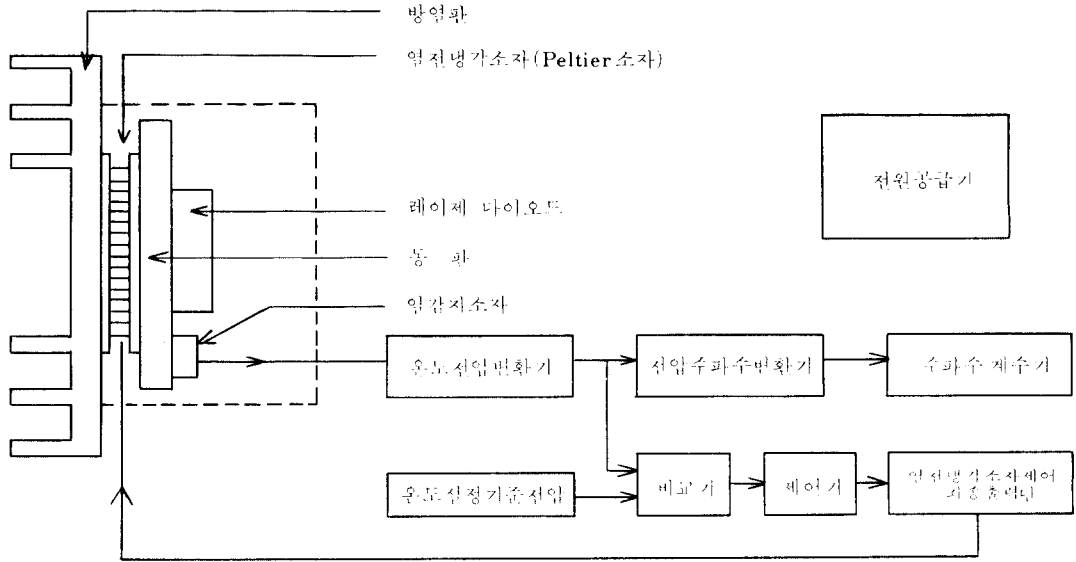 방열판
열전냉각소자(Peltier 소자)
전원공급기
레이저 다이오드
동 판
열감지소자
온도전압변환기
전압주파수변환기
주파수 계수기
온도설정기준전압
비교기
제어기
열전냉각소자제어
최종출력단